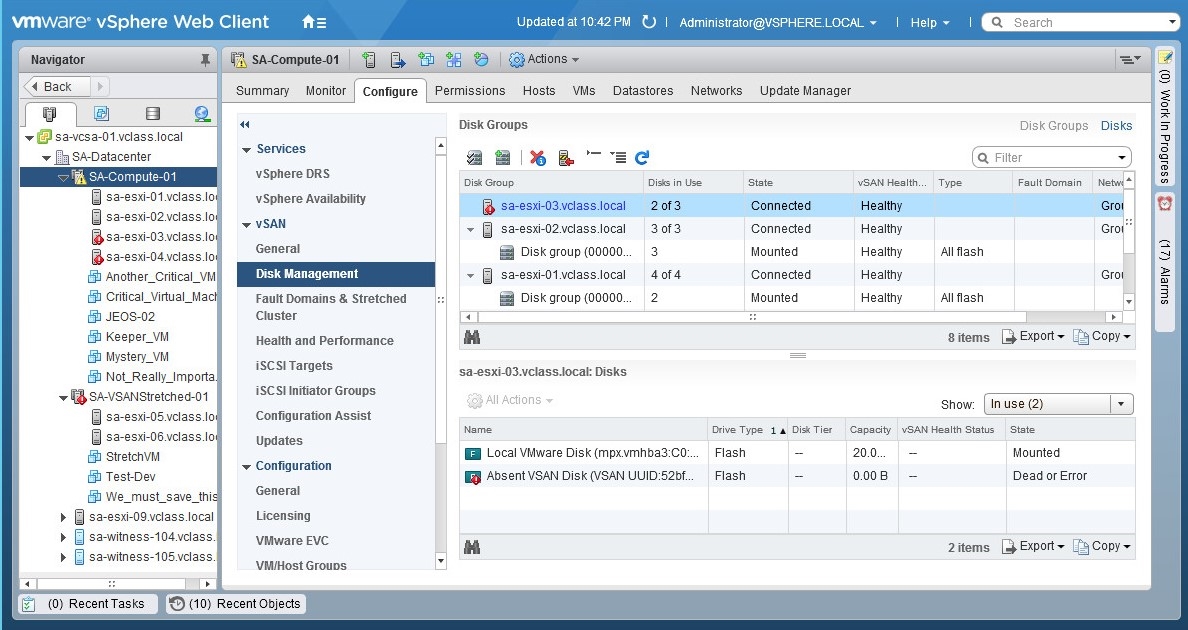 vmware® vSphere Web Client
Updated at 10:42 PM
Administrator@VSPHERE.LOCAL
Help
Search
Navigator
Back
sa-vcsa-01.vclass.local
SA-Datacenter
SA-Compute-01
sa-esxi-01.vclass.lo
sa-esxi-02.vclass.lo
sa-esxi-03.vclass.lo
sa-esxi-04.vclass.lo
Another_Critical_VM
Critical_Virtual_Mach
JEOS-02
Keeper_VM
Mystery_VM
Not_Really_Importa...
SA-VSANStretched-01
sa-esxi-05.vclass.lo
sa-esxi-06.vclass.lo
StretchVM
Test-Dev
We_must_save_this
sa-esxi-09.vclass.local
sa-witness-104.vclass.
sa-witness-105.vclass.
SA-Compute-01
Actions
Summary Monitor Configure Permissions Hosts VMs Datastores Networks Update Manager
Services
vSphere DRS
vSphere Availability
vSAN
General
Disk Management
Fault Domains & Stretched
Cluster
Health and Performance
iSCSI Targets
iSCSI Initiator Groups
Configuration Assist
Updates
Configuration
General
Licensing
VMware EVC
VM/Host Groups
Disk Groups
Disk Groups Disks
Filter
Disk Group Disks in Use State vSAN Health... Type Fault Domain Netw
sa-esxi-03.vclass.local 2 of 3 Connected Healthy Grou
sa-esxi-02.vclass.local 3 of 3 Connected Healthy Grou
Disk group (00000... 3 Mounted Healthy All flash
sa-esxi-01.vclass.local 4 of 4 Connected Healthy Grou
Disk group (00000... 2 Mounted Healthy All flash
8 items Export Copy
sa-esxi-03.vclass.local: Disks
All Actions
Show: In use (2)
Name Drive Type 1 ▲ Disk Tier Capacity vSAN Health Status State
F Local VMware Disk (mpx.vmhba3:C0:... Flash -- 20.0... -- Mounted
F Absent VSAN Disk (VSAN UUID:52bf... Flash -- 0.00 B -- Dead or Error
2 items Export Copy
(0) Work In Progress
(17) Alarms
(0) Recent Tasks
(10) Recent Objects